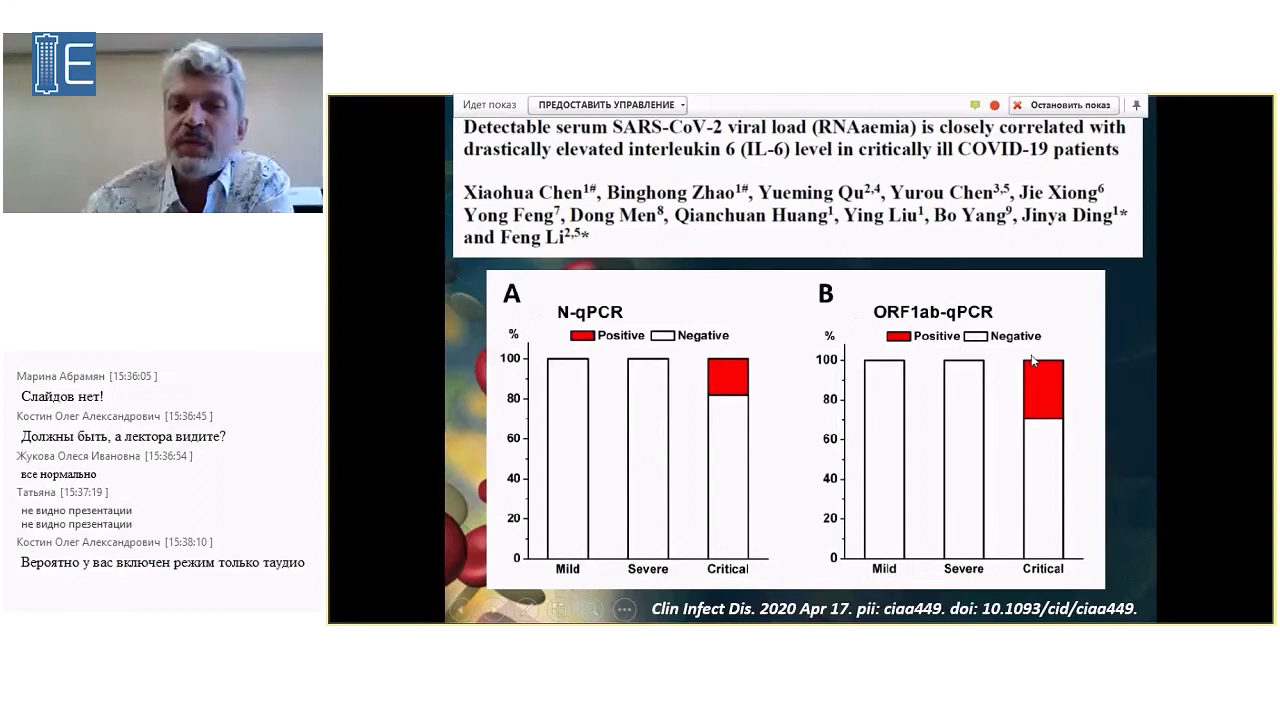 E
Идет показ
ПРЕДОСТАВИТЬ УПРАВЛЕНИЕ
Остановить показ
Detectable serum SARS-CoV-2 viral load (RNAaemia) is closely correlated with
drastically elevated interleukin 6 (IL-6) level in critically ill COVID-19 patients
Xiaohua Chen1#, Binghong Zhao1#, Yueming Qu2,4, Yurou Chen3,5, Jie Xiong6
Yong Feng7, Dong Men8, Qianchuan Huang1, Ying Liu1, Bo Yang9, Jinya Ding1*
and Feng Li2,5*
A
N-qPCR
%
Positive Negative
100
80
60
40
20
0
Mild Severe Critical
B
ORF1ab-qPCR
%
Positive Negative
100
80
60
40
20
0
Mild Severe Critical
Clin Infect Dis. 2020 Apr 17. pii: ciaa449. doi: 10.1093/cid/ciaa449.
Марина Абрамян [15:36:05 ]
Слайдов нет!
Костин Олег Александрович [15:36:45 ]
Должны быть, а лектора видите?
Жукова Олеся Ивановна [15:36:54 ]
все нормально
Татьяна [15:37:19 ]
не видно презентации
не видно презентации
Костин Олег Александрович [15:38:10 ]
Вероятно у вас включен режим только таудио